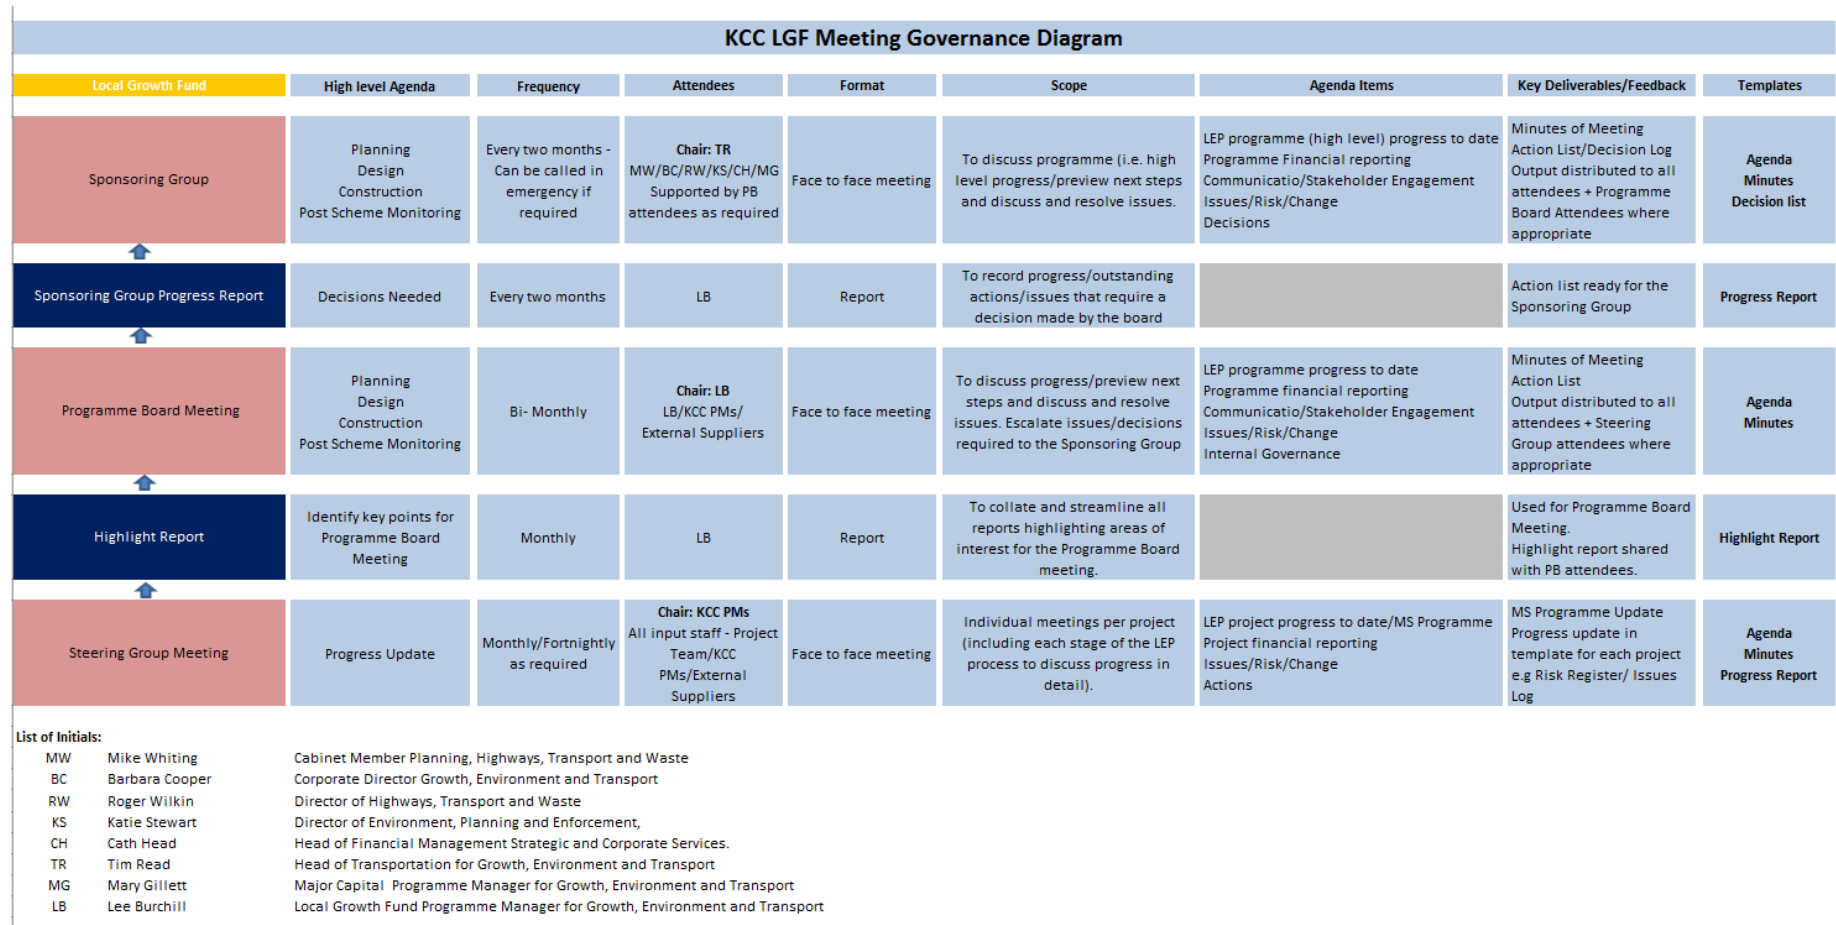 KCC LGF Meeting Governance Diagram
Local Growth Fund
High level Agenda
Frequency
Attendees
Format
Scope
Agenda Items
Key Deliverables/Feedback
Templates
Sponsoring Group
Planning
Design
Construction
Post Scheme Monitoring
Every two months -
Can be called in
emergency if
required
Chair: TR
MW/BC/RW/KS/CH/MG
Supported by PB
attendees as required
Face to face meeting
To discuss programme (i.e. high
level progress/preview next steps
and discuss and resolve issues.
LEP programme (high level) progress to date
Programme Financial reporting
Communicatio/Stakeholder Engagement
Issues/Risk/Change
Decisions
Minutes of Meeting
Action List/Decision Log
Output distributed to all
attendees + Programme
Board Attendees where
appropriate
Agenda
Minutes
Decision list
Sponsoring Group Progress Report
Decisions Needed
Every two months
LB
Report
To record progress/outstanding
actions/issues that require a
decision made by the board
Action list ready for the
Sponsoring Group
Progress Report
Programme Board Meeting
Planning
Design
Construction
Post Scheme Monitoring
Bi- Monthly
Chair: LB
LB/KCC PMs/
External Suppliers
Face to face meeting
To discuss progress/preview next
steps and discuss and resolve
issues. Escalate issues/decisions
required to the Sponsoring Group
LEP programme progress to date
Programme financial reporting
Communicatio/Stakeholder Engagement
Issues/Risk/Change
Internal Governance
Minutes of Meeting
Action List
Output distributed to all
attendees + Steering
Group attendees where
appropriate
Agenda
Minutes
Highlight Report
Identify key points for
Programme Board
Meeting
Monthly
LB
Report
To collate and streamline all
reports highlighting areas of
interest for the Programme Board
meeting.
Used for Programme Board
Meeting.
Highlight report shared
with PB attendees.
Highlight Report
Steering Group Meeting
Progress Update
Monthly/Fortnightly
as required
Chair: KCC PMs
All input staff - Project
Team/KCC
PMs/External
Suppliers
Face to face meeting
Individual meetings per project
(including each stage of the LEP
process to discuss progress in
detail).
LEP project progress to date/MS Programme
Project financial reporting
Issues/Risk/Change
Actions
MS Programme Update
Progress update in
template for each project
e.g Risk Register/ Issues
Log
Agenda
Minutes
Progress Report
List of Initials:
MW Mike Whiting Cabinet Member Planning, Highways, Transport and Waste
BC Barbara Cooper Corporate Director Growth, Environment and Transport
RW Roger Wilkin Director of Highways, Transport and Waste
KS Katie Stewart Director of Environment, Planning and Enforcement,
CH Cath Head Head of Financial Management Strategic and Corporate Services.
TR Tim Read Head of Transportation for Growth, Environment and Transport
MG Mary Gillett Major Capital Programme Manager for Growth, Environment and Transport
LB Lee Burchill Local Growth Fund Programme Manager for Growth, Environment and Transport